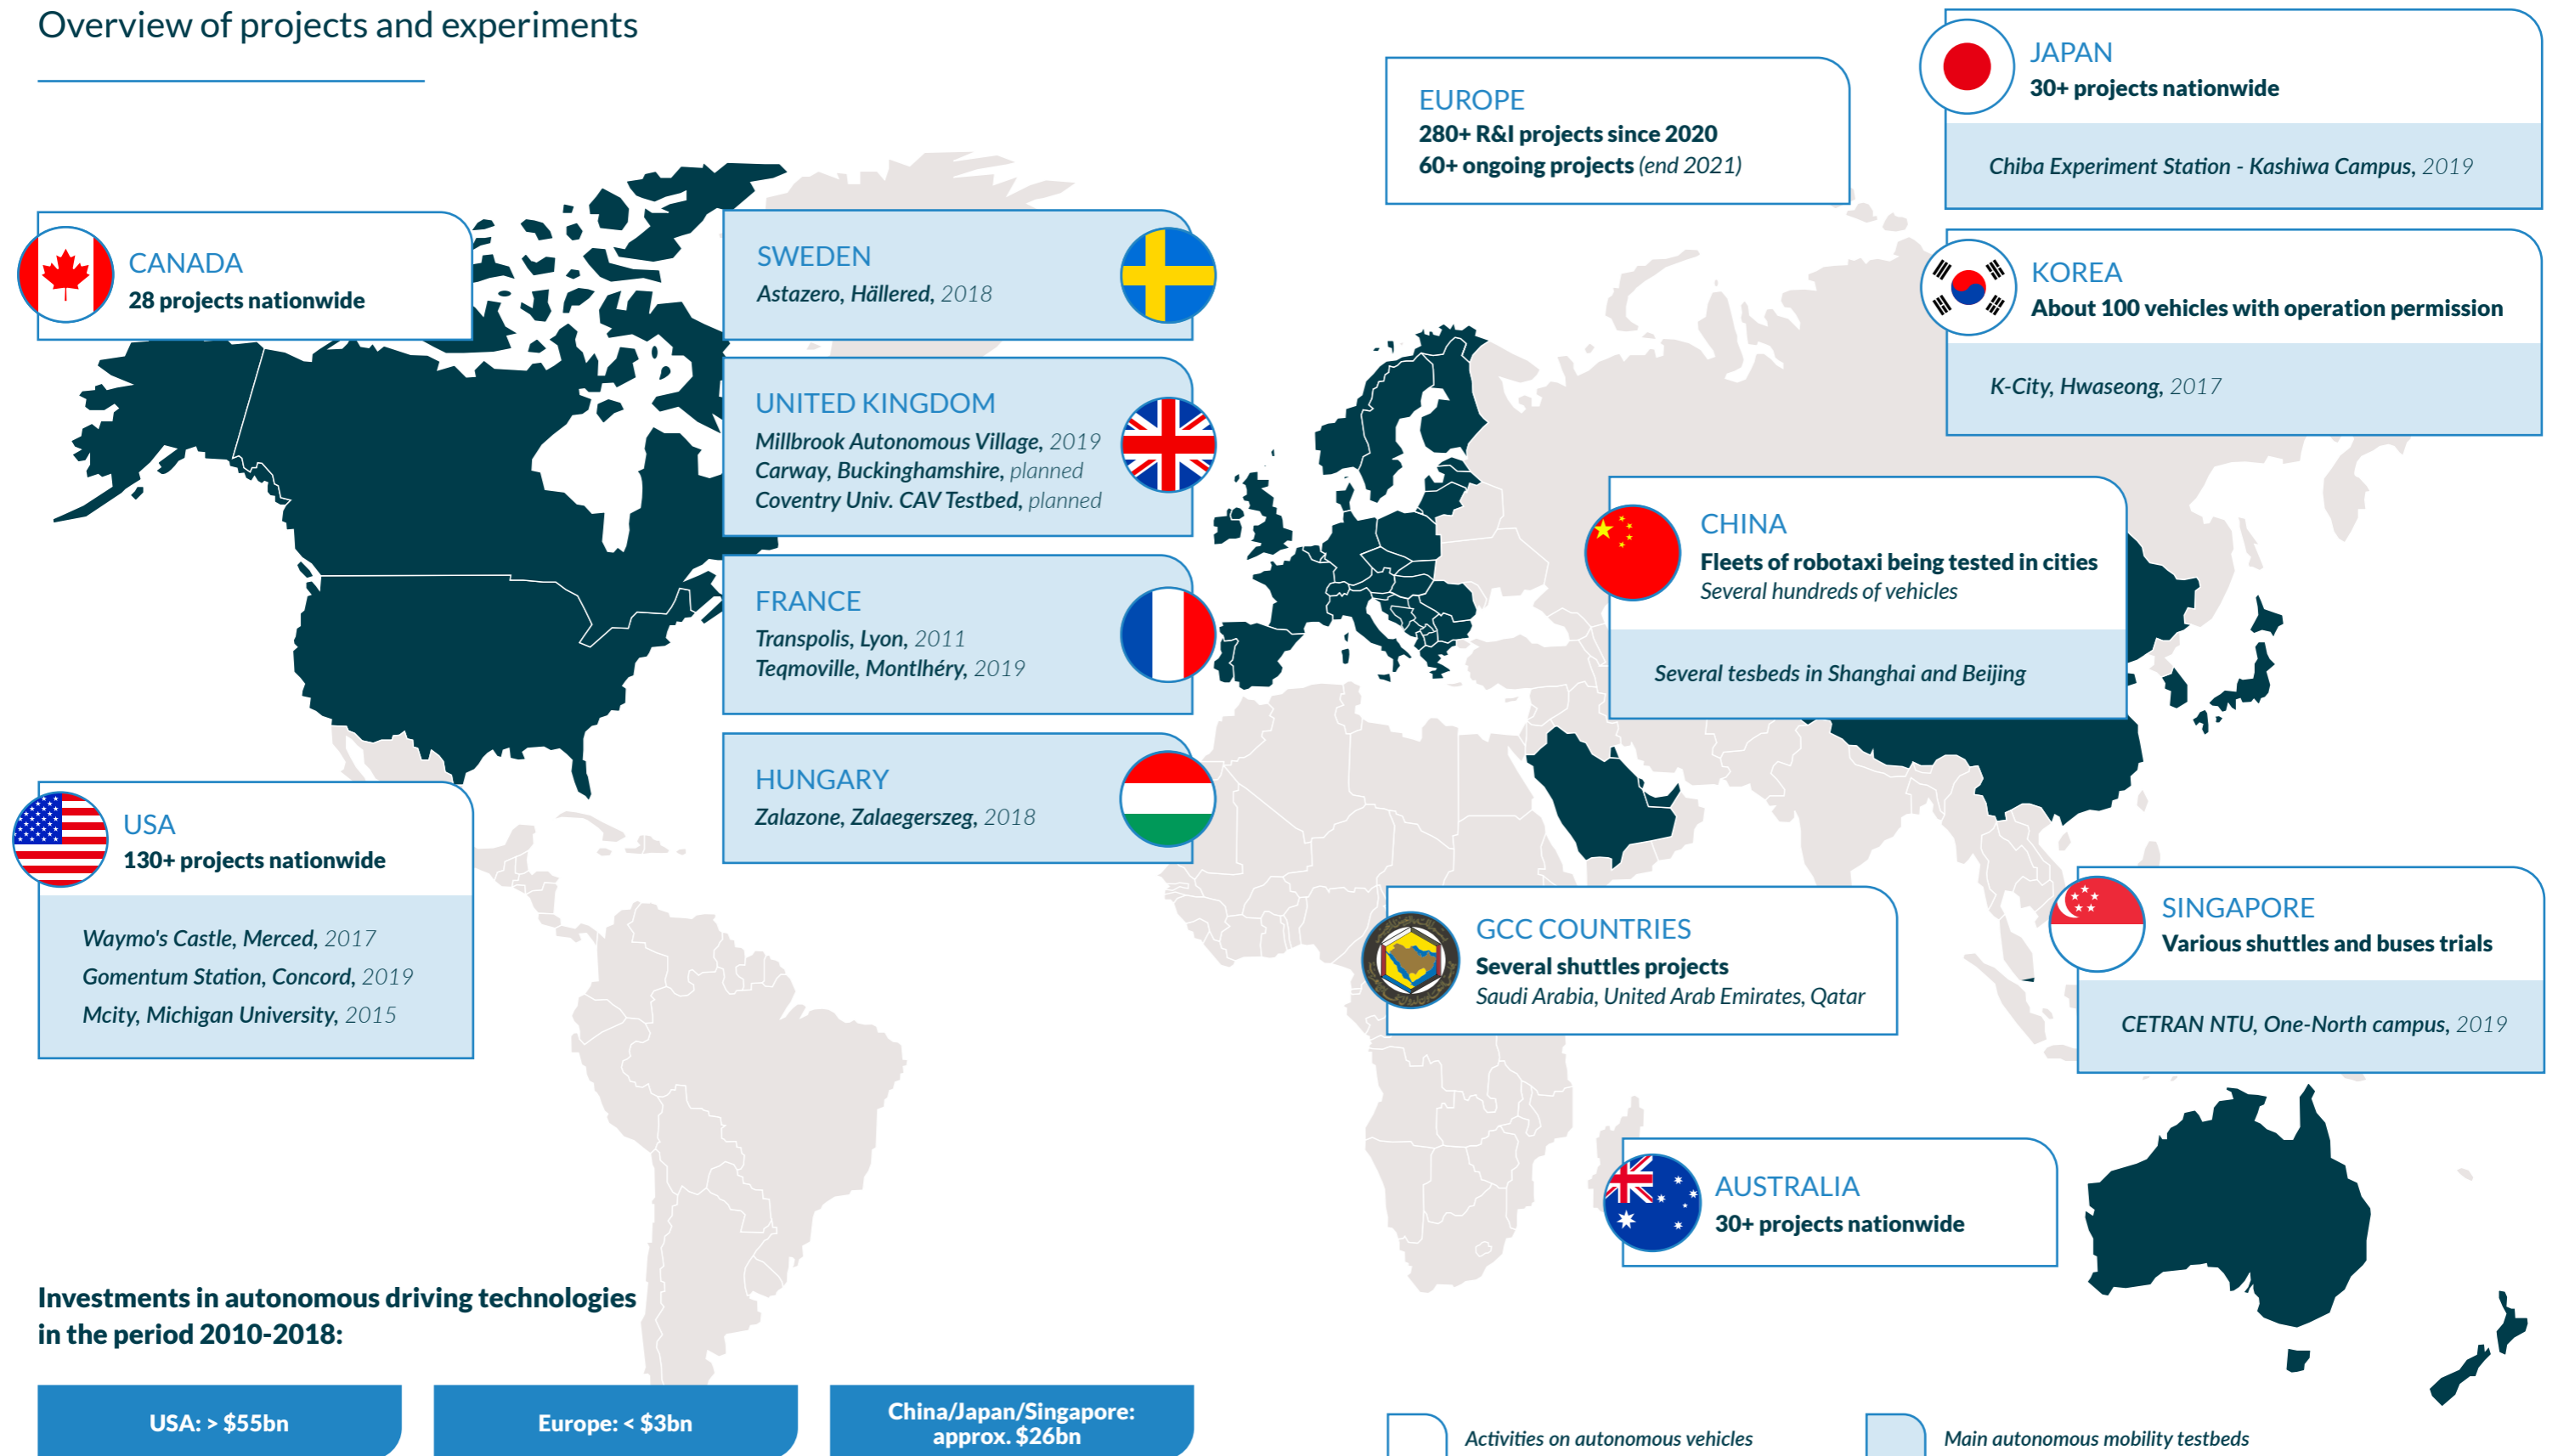 Overview of projects and experiments
CANADA
28 projects nationwide
USA
130+ projects nationwide
Waymo's Castle, Merced, 2017
Gomentum Station, Concord, 2019
Mcity, Michigan University, 2015
SWEDEN
Astazero, Hällered, 2018
UNITED KINGDOM
Millbrook Autonomous Village, 2019
Carway, Buckinghamshire, planned
Coventry Univ. CAV Testbed, planned
FRANCE
Transpolis, Lyon, 2011
Teqmoville, Montlhéry, 2019
HUNGARY
Zalazone, Zalaegerszeg, 2018
EUROPE
280+ R&I projects since 2020
60+ ongoing projects (end 2021)
JAPAN
30+ projects nationwide
Chiba Experiment Station - Kashiwa Campus, 2019
KOREA
About 100 vehicles with operation permission
K-City, Hwaseong, 2017
CHINA
Fleets of robotaxi being tested in cities
Several hundreds of vehicles
Several tesbeds in Shanghai and Beijing
GCC COUNTRIES
Several shuttles projects
Saudi Arabia, United Arab Emirates, Qatar
SINGAPORE
Various shuttles and buses trials
CETRAN NTU, One-North campus, 2019
AUSTRALIA
30+ projects nationwide
Investments in autonomous driving technologies
in the period 2010-2018:
USA: > $55bn
Europe: < $3bn
China/Japan/Singapore:
approx. $26bn
Activities on autonomous vehicles
Main autonomous mobility testbeds